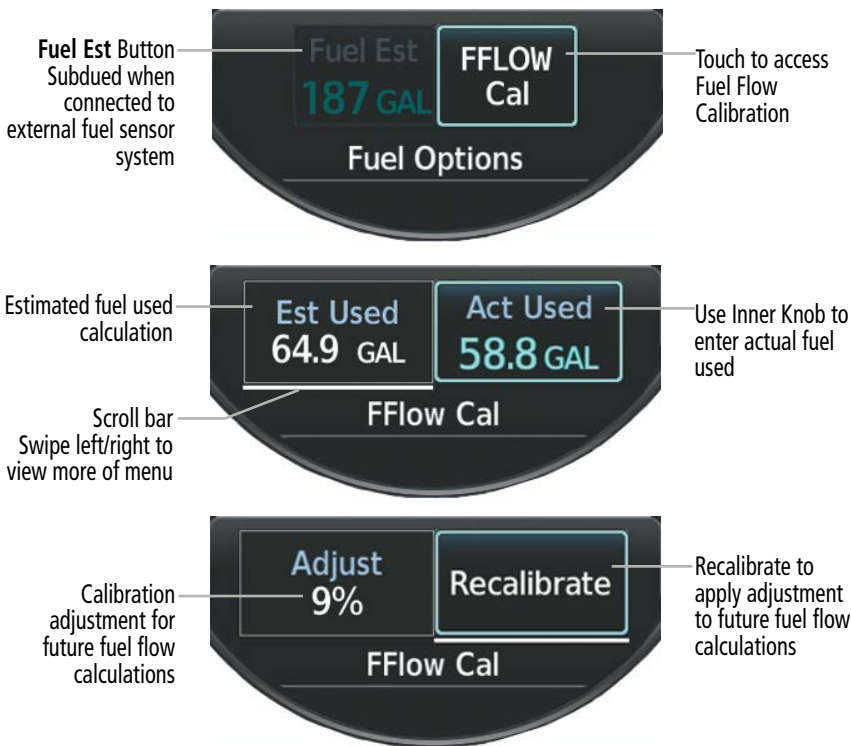 Fuel Est Button
Subdued when
connected to
external fuel sensor
system
Fuel Est
187 GAL
FFLOW
Cal
Fuel Options
Touch to access
Fuel Flow
Calibration
Estimated fuel used
calculation
Scroll bar
Swipe left/right to
view more of menu
Est Used
64.9 GAL
Act Used
58.8 GAL
FFlow Cal
Use Inner Knob to
enter actual fuel
used
Calibration
adjustment for
future fuel flow
calculations
Adjust
9%
Recalibrate
FFlow Cal
Recalibrate to
apply adjustment
to future fuel flow
calculations